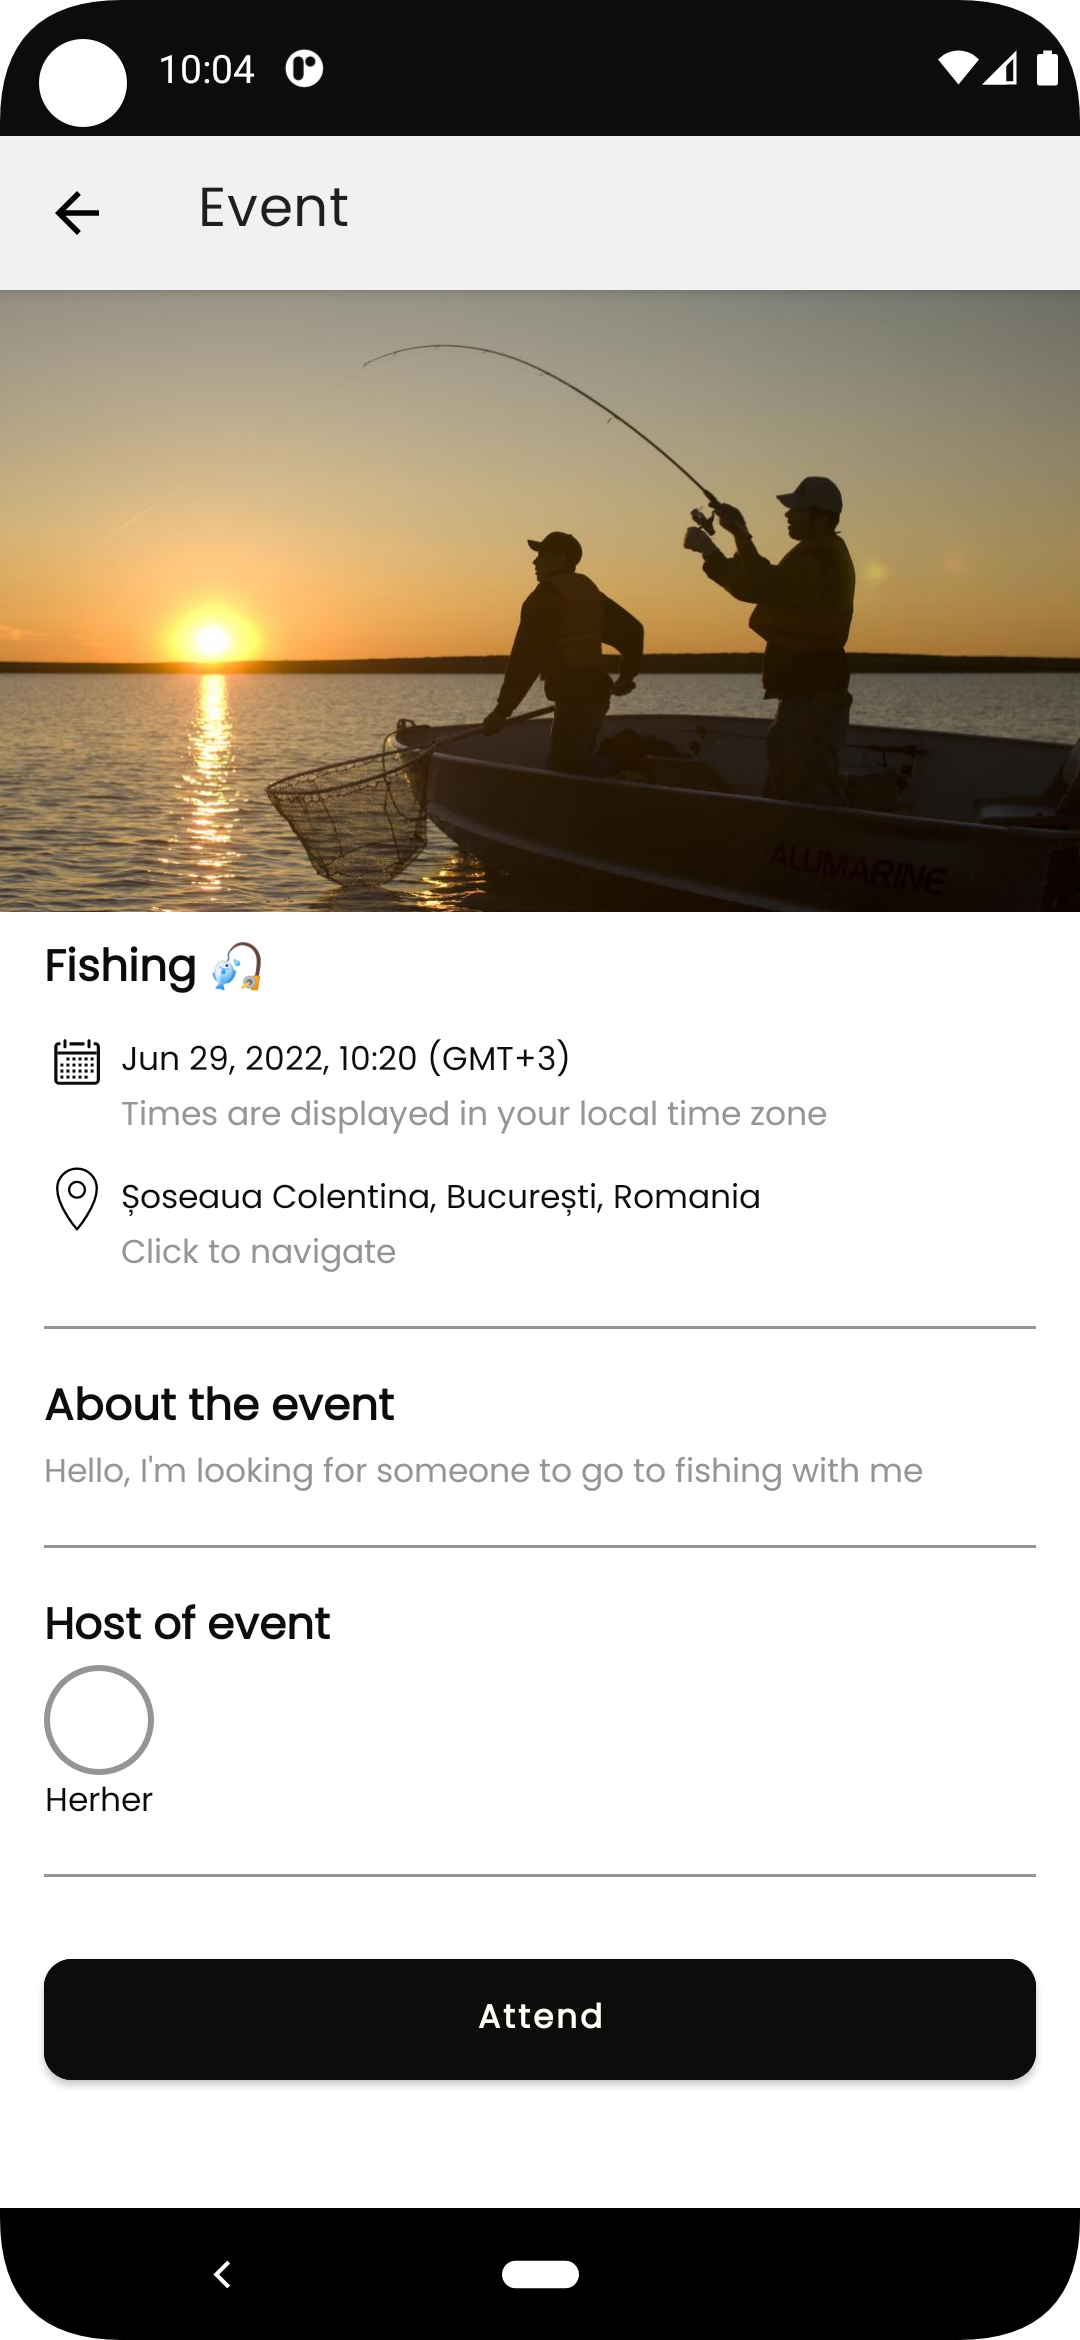 10:04
Event
ALUMARINE
Fishing 🎣
Jun 29, 2022, 10:20 (GMT+3)
Times are displayed in your local time zone
Șoseaua Colentina, București, Romania
Click to navigate
About the event
Hello, I'm looking for someone to go to fishing with me
Host of event
Herher
Attend